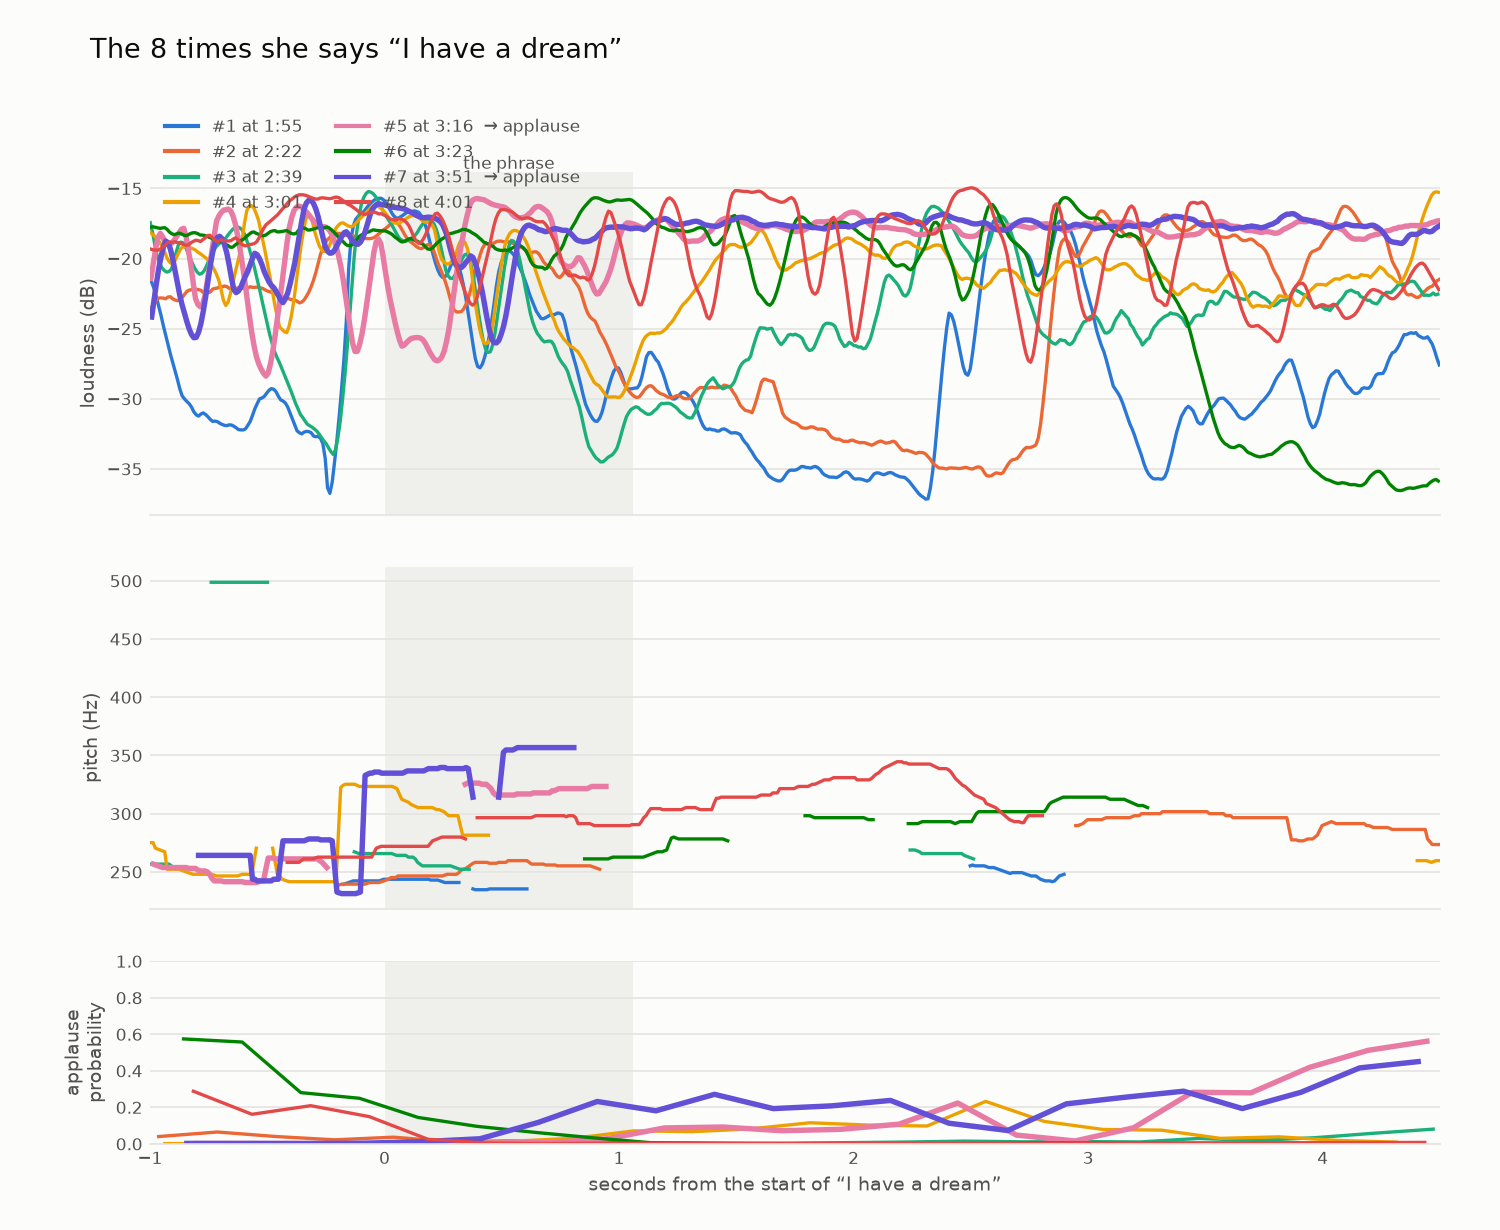 The 8 times she says “I have a dream”
#1 at 1:55
#2 at 2:22
#3 at 2:39
#4 at 3:01
#5 at 3:16 → applause
#6 at 3:23
#7 at 3:51 → applause
#8 at 4:01
the phrase
loudness (dB)
−15
−20
−25
−30
−35
pitch (Hz)
500
450
400
350
300
250
applause
probability
1.0
0.8
0.6
0.4
0.2
0.0
−1
0
1
2
3
4
seconds from the start of “I have a dream”